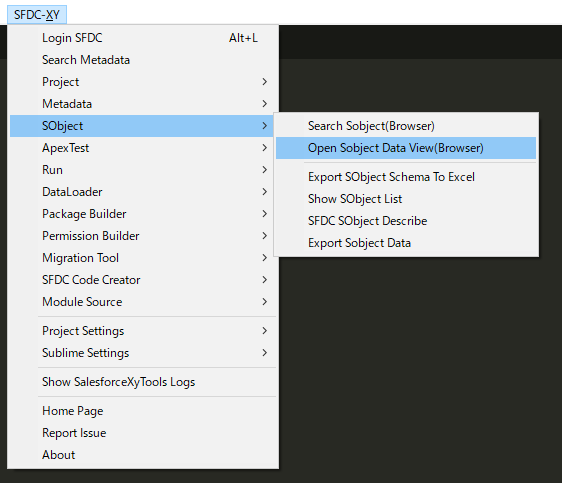 SFDC-XY
Login SFDC Alt+L
Search Metadata
Project
Metadata
SObject
ApexTest
Run
DataLoader
Package Builder
Permission Builder
Migration Tool
SFDC Code Creator
Module Source
Project Settings
Sublime Settings
Show SalesforceXyTools Logs
Home Page
Report Issue
About
Search Sobject(Browser)
Open Sobject Data View(Browser)
Export SObject Schema To Excel
Show SObject List
SFDC SObject Describe
Export Sobject Data